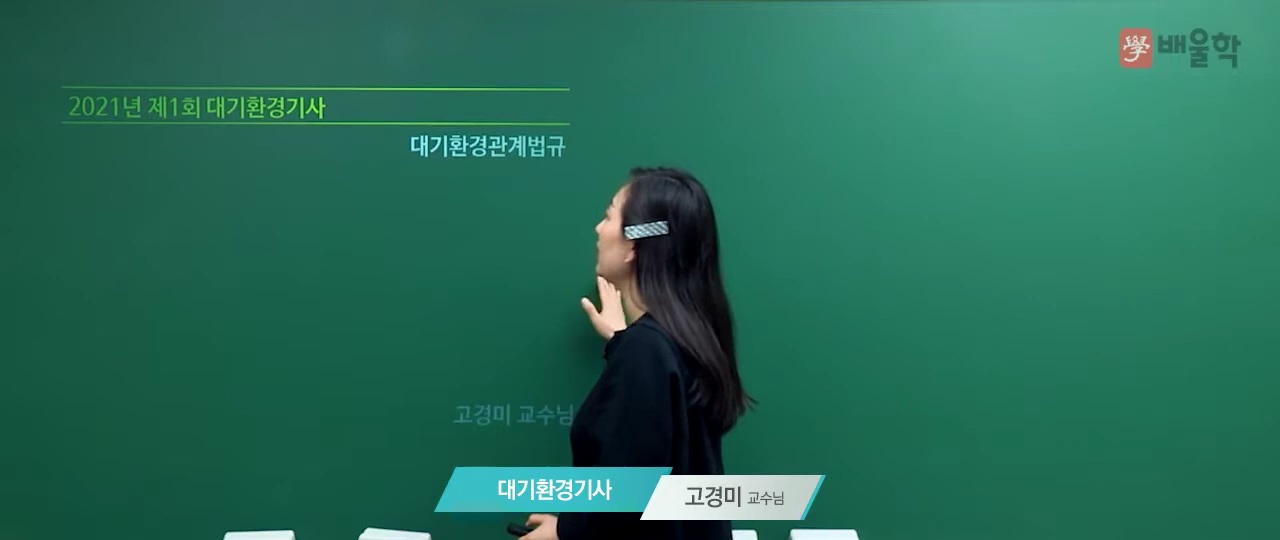 學 배울학
2021년 제1회 대기환경기사
대기환경관계법규
고경미 교수님
대기환경기사
고경미 교수님